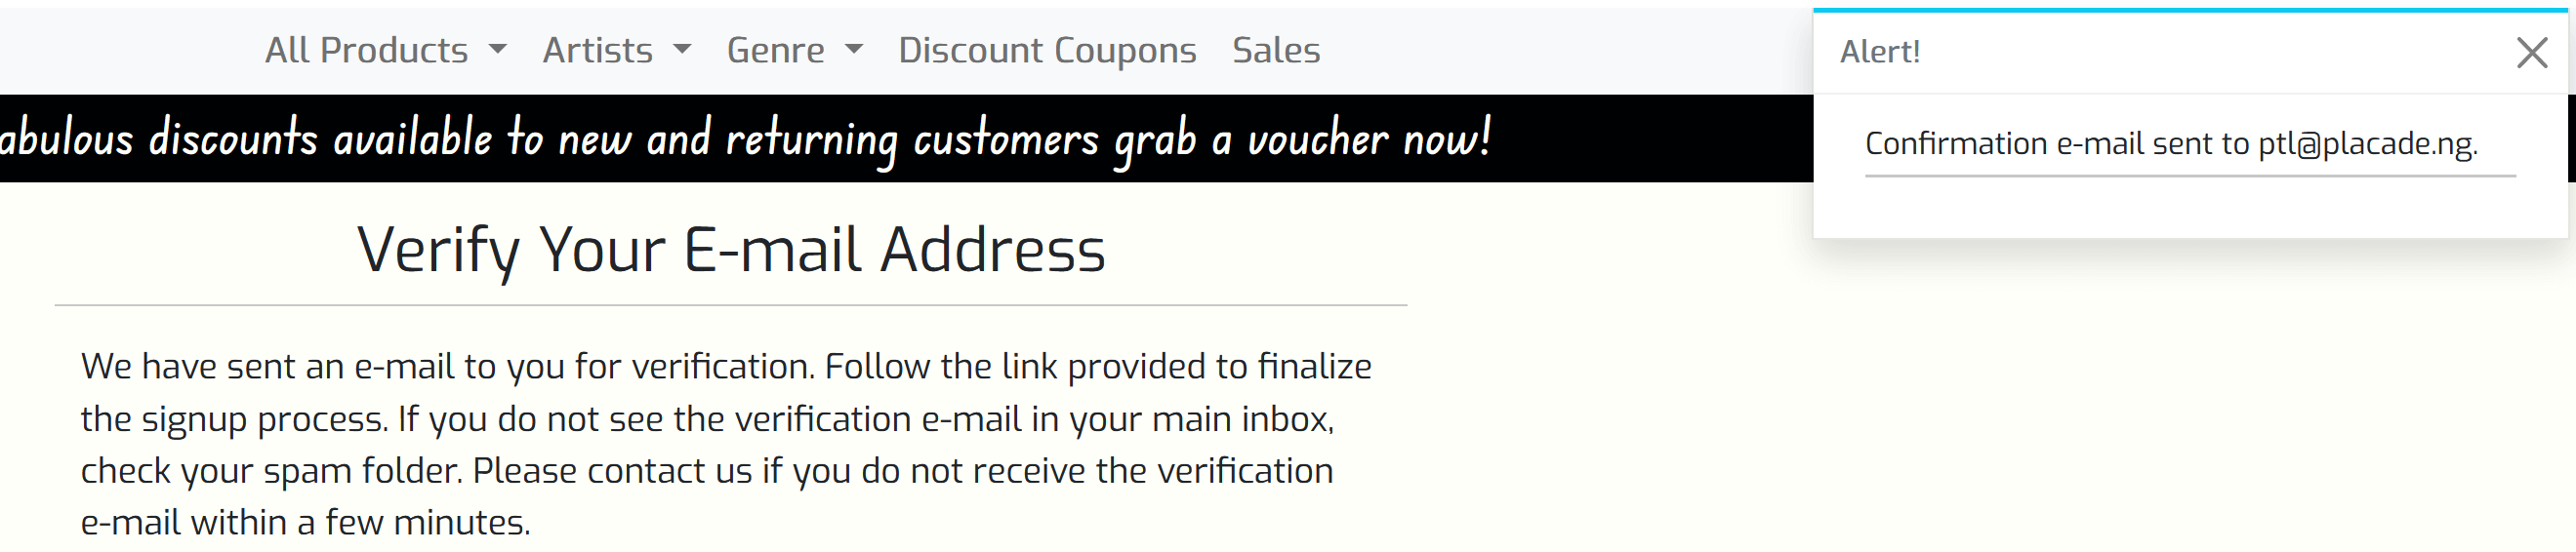 All Products Artists Genre Discount Coupons Sales
Alert!
abulous discounts available to new and returning customers grab a voucher now!
Confirmation e-mail sent to ptl@placade.ng.
Verify Your E-mail Address
We have sent an e-mail to you for verification. Follow the link provided to finalize
the signup process. If you do not see the verification e-mail in your main inbox,
check your spam folder. Please contact us if you do not receive the verification
e-mail within a few minutes.